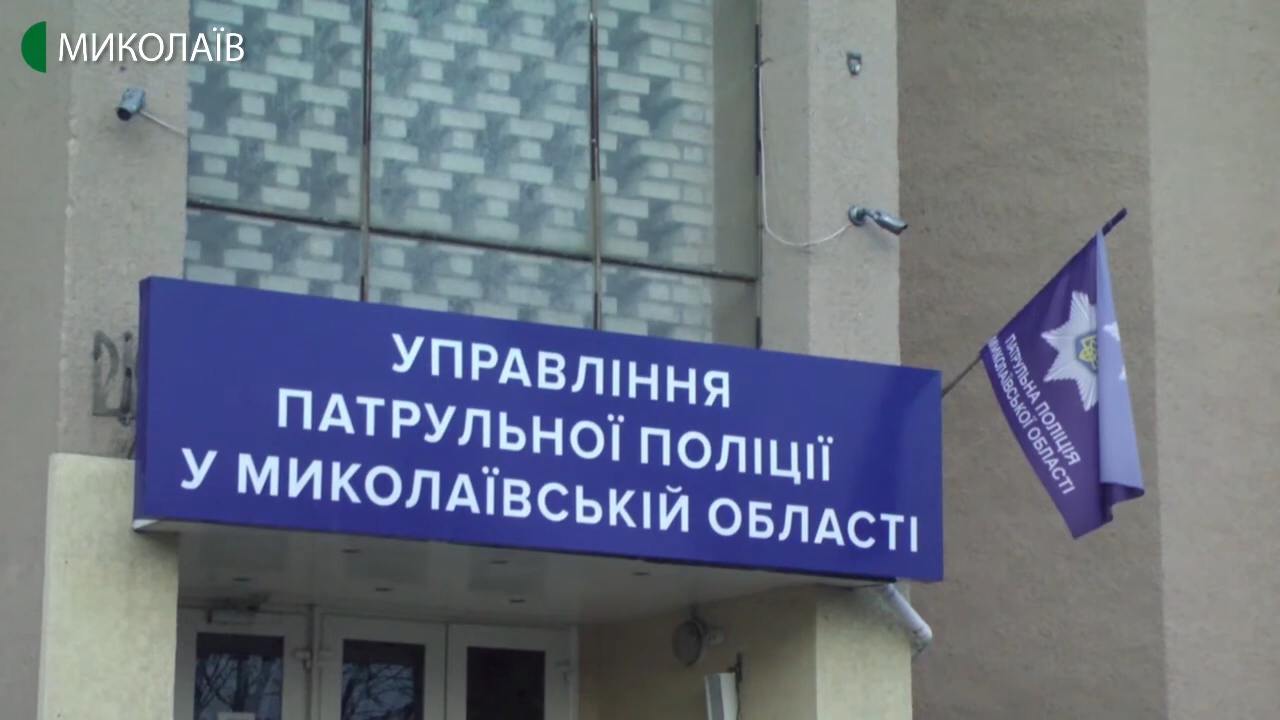 МИКОЛАЇВ
УПРАВЛІННЯ
ПАТРУЛЬНОЇ ПОЛІЦІЇ
У МИКОЛАЇВСЬКІЙ ОБЛАСТІ
ПАТРУЛЬНА ПОЛІЦІЯ
МИКОЛАЇВСЬКОЇ ОБЛАСТІ